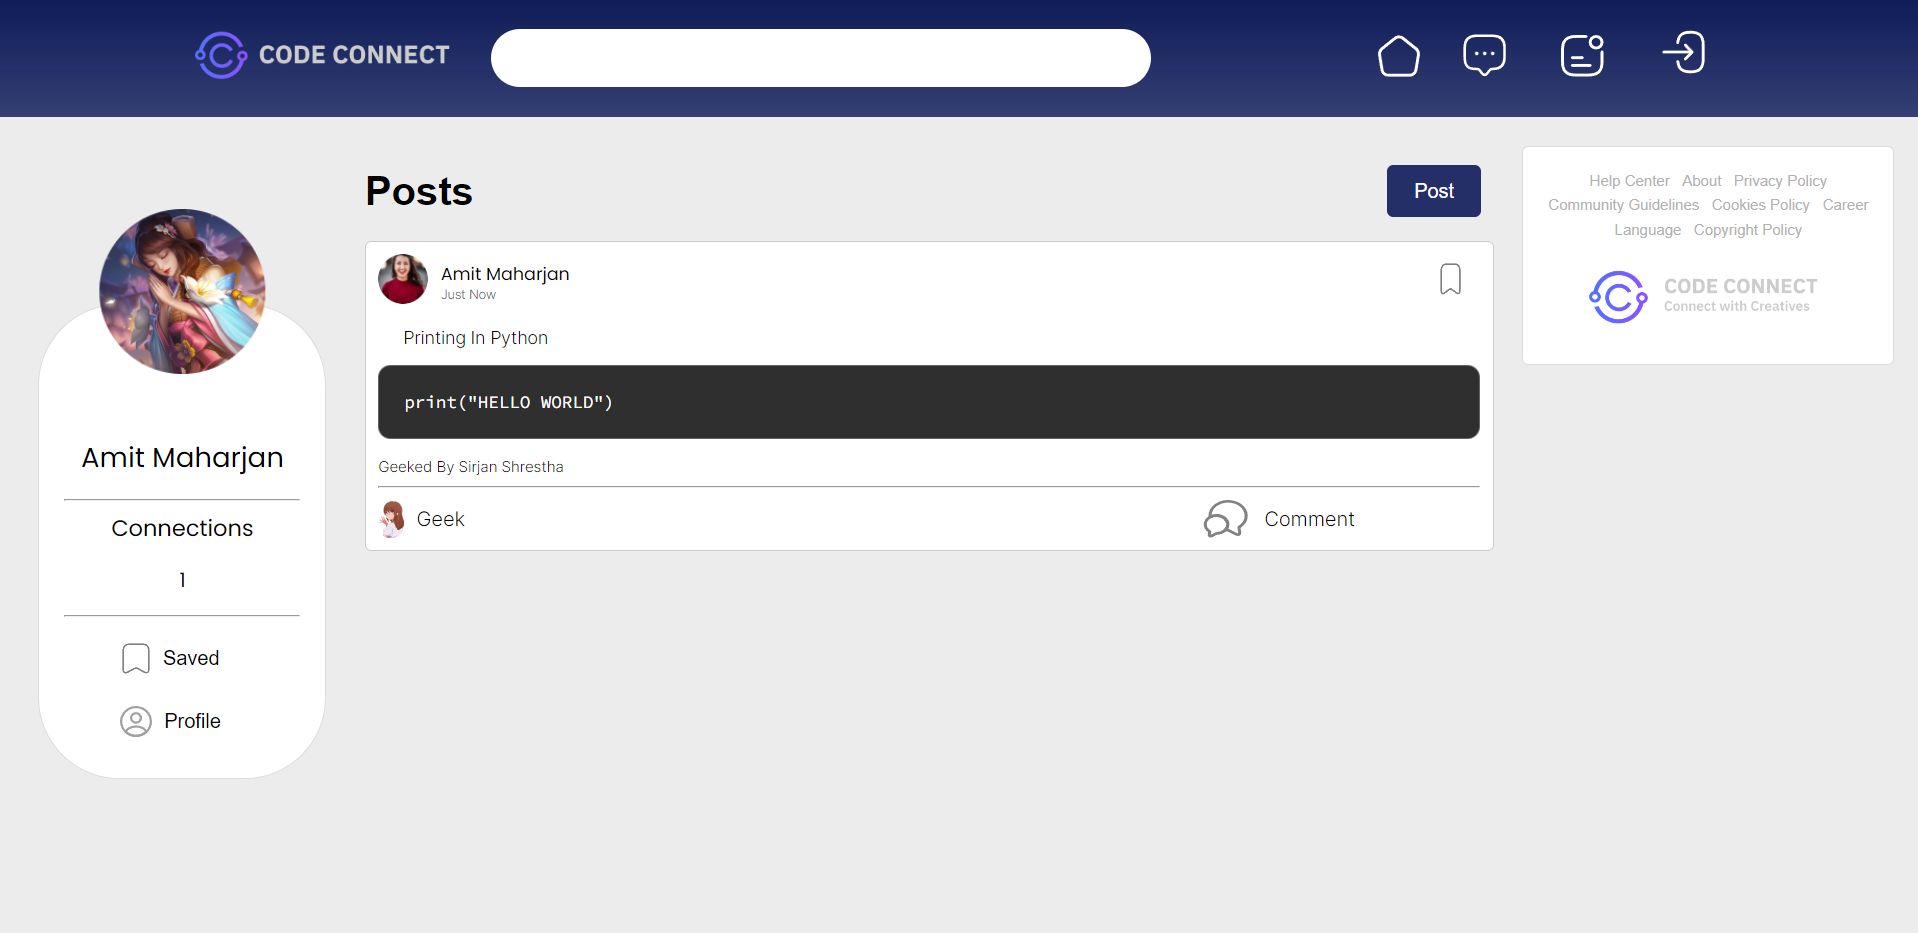 CODE CONNECT
Posts
Post
Amit Maharjan
Just Now
Printing In Python
print("HELLO WORLD")
Geeked By Sirjan Shrestha
Geek
Comment
Amit Maharjan
Connections
1
Saved
Profile
Help Center About Privacy Policy
Community Guidelines Cookies Policy Career
Language Copyright Policy
CODE CONNECT
Connect with Creatives